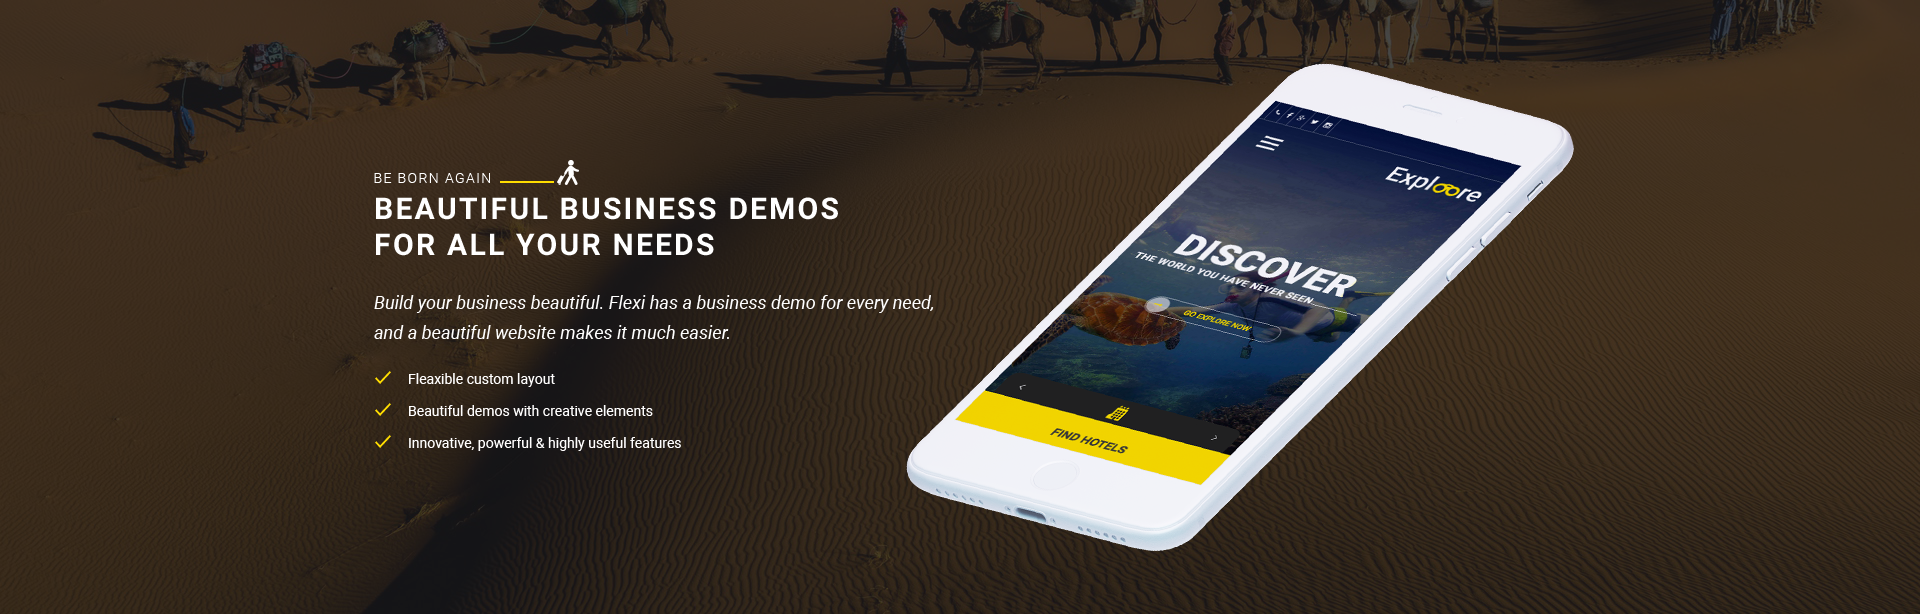 BE BORN AGAIN
BEAUTIFUL BUSINESS DEMOS
FOR ALL YOUR NEEDS
Build your business beautiful. Flexi has a business demo for every need,
and a beautiful website makes it much easier.
Fleaxible custom layout
Beautiful demos with creative elements
Innovative, powerful & highly useful features
Exploore
DISCOVER
THE WORLD YOU HAVE NEVER SEEN
GO EXPLORE NOW
FIND HOTELS